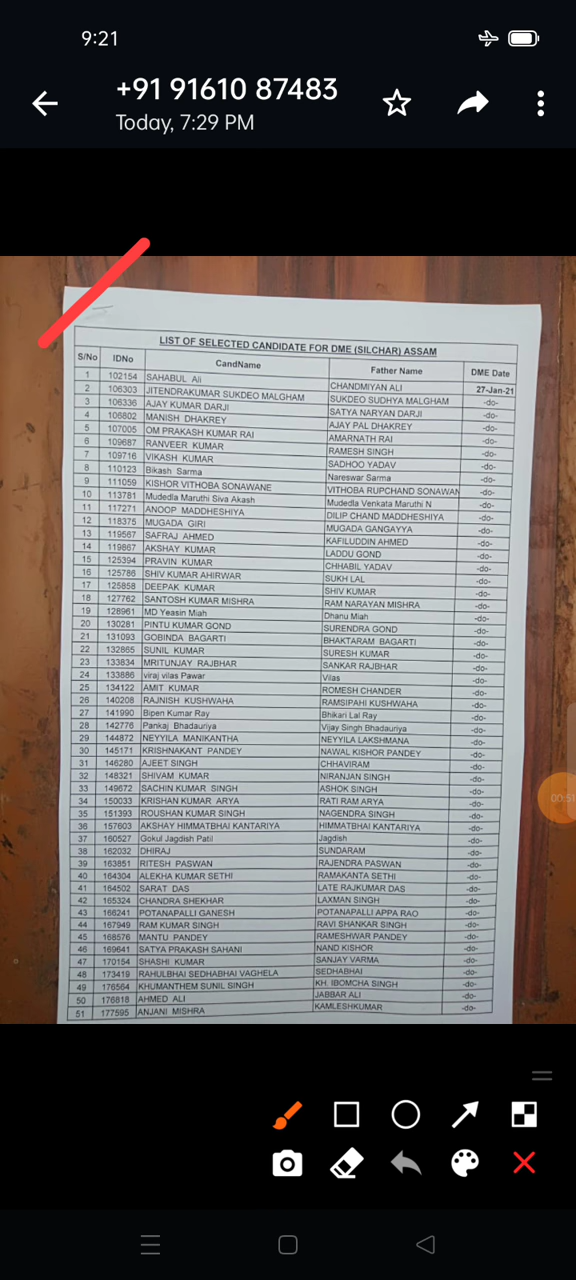 9:21
+91 91610 87483
Today, 7:29 PM
LIST OF SELECTED CANDIDATE FOR DME (SILCHAR) ASSAM
S/No IDNo CandName Father Name DME Date
1 102154 SAHABUL Ali CHANDMIYAN ALI 27-Jan-21
2 106303 JITENDRAKUMAR SUKDEO MALGHAM SUKDEO SUDHYA MALGHAM -do-
3 106336 AJAY KUMAR DARJI SATYA NARYAN DARJI -do-
4 106802 MANISH DHAKREY AJAY PAL DHAKREY -do-
5 107005 OM PRAKASH KUMAR RAI AMARNATH RAI -do-
6 109687 RANVEER KUMAR RAMESH SINGH -do-
7 109716 VIKASH KUMAR SADHOO YADAV -do-
8 110123 Bikash Sarma Nareswar Sarma -do-
9 111059 KISHOR VITHOBA SONAWANE VITHOBA RUPCHAND SONAWAN -do-
10 113781 Mudedla Maruthi Siva Akash Mudedla Venkata Maruthi N -do-
11 117271 ANOOP MADDHESHIYA DILIP CHAND MADDHESHIYA -do-
12 118375 MUGADA GIRI MUGADA GANGAYYA -do-
13 119567 SAFRAJ AHMED KAFILUDDIN AHMED -do-
14 119867 AKSHAY KUMAR LADDU GOND -do-
15 125394 PRAVIN KUMAR CHHABIL YADAV -do-
16 125786 SHIV KUMAR AHIRWAR SUKH LAL -do-
17 125858 DEEPAK KUMAR SHIV KUMAR -do-
18 127762 SANTOSH KUMAR MISHRA RAM NARAYAN MISHRA -do-
19 128961 MD Yeasin Miah Dhanu Miah -do-
20 130281 PINTU KUMAR GOND SURENDRA GOND -do-
21 131093 GOBINDA BAGARTI BHAKTARAM BAGARTI -do-
22 132865 SUNIL KUMAR SURESH KUMAR -do-
23 133834 MRITUNJAY RAJBHAR SANKAR RAJBHAR -do-
24 133886 viraj vilas Pawar Vilas -do-
25 134122 AMIT KUMAR ROMESH CHANDER -do-
26 140208 RAJNISH KUSHWAHA RAMSIPAHI KUSHWAHA -do-
27 141990 Bipen Kumar Ray Bhikari Lal Ray -do-
28 142776 Pankaj Bhadauriya Vijay Singh Bhadauriya -do-
29 144872 NEYYILA MANIKANTHA NEYYILA LAKSHMANA -do-
30 145171 KRISHNAKANT PANDEY NAWAL KISHOR PANDEY -do-
31 146280 AJEET SINGH CHHAVIRAM -do-
32 148321 SHIVAM KUMAR NIRANJAN SINGH -do-
33 149672 SACHIN KUMAR SINGH ASHOK SINGH -do-
34 150033 KRISHAN KUMAR ARYA RATI RAM ARYA -do-
35 151393 ROUSHAN KUMAR SINGH NAGENDRA SINGH -do-
36 157603 AKSHAY HIMMATBHAI KANTARIYA HIMMATBHAI KANTARIYA -do-
37 160527 Gokul Jagdish Patil Jagdish -do-
38 162032 DHIRAJ SUNDARAM -do-
39 163851 RITESH PASWAN RAJENDRA PASWAN -do-
40 164304 ALEKHA KUMAR SETHI RAMAKANTA SETHI -do-
41 164502 SARAT DAS LATE RAJKUMAR DAS -do-
42 165324 CHANDRA SHEKHAR LAXMAN SINGH -do-
43 166241 POTANAPALLI GANESH POTANAPALLI APPA RAO -do-
44 167949 RAM KUMAR SINGH RAVI SHANKAR SINGH -do-
45 168576 MANTU PANDEY RAMESHWAR PANDEY -do-
46 169641 SATYA PRAKASH SAHANI NAND KISHOR -do-
47 170154 SHASHI KUMAR SANJAY VARMA -do-
48 173419 RAHULBHAI SEDHABHAI VAGHELA SEDHABHAI -do-
49 176564 KHUMANTHEM SUNIL SINGH KH. IBOMCHA SINGH -do-
50 176818 AHMED ALI JABBAR ALI -do-
51 177595 ANJANI MISHRA KAMLESHKUMAR -do-
00:51